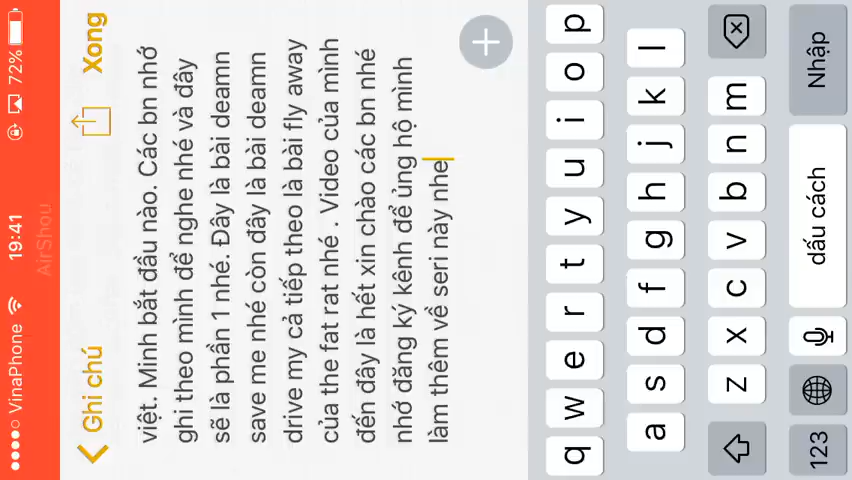 VinaPhone 19:41 72%
AirShou
Ghi chú Xong
việt. Mình bắt đầu nào. Các bn nhớ
ghi theo mình để nghe nhé và đây
sẽ là phần 1 nhé. Đây là bài deamn
save me nhé còn đây là bài deamn
drive my cả tiếp theo là bài fly away
của the fat rat nhé . Video của mình
đến đây là hết xin chào các bn nhé
nhớ đăng ký kênh để ủng hộ mình
làm thêm về seri này nhe
q w e r t y u i o p
a s d f g h j k l
z x c v b n m
123 dấu cách Nhập